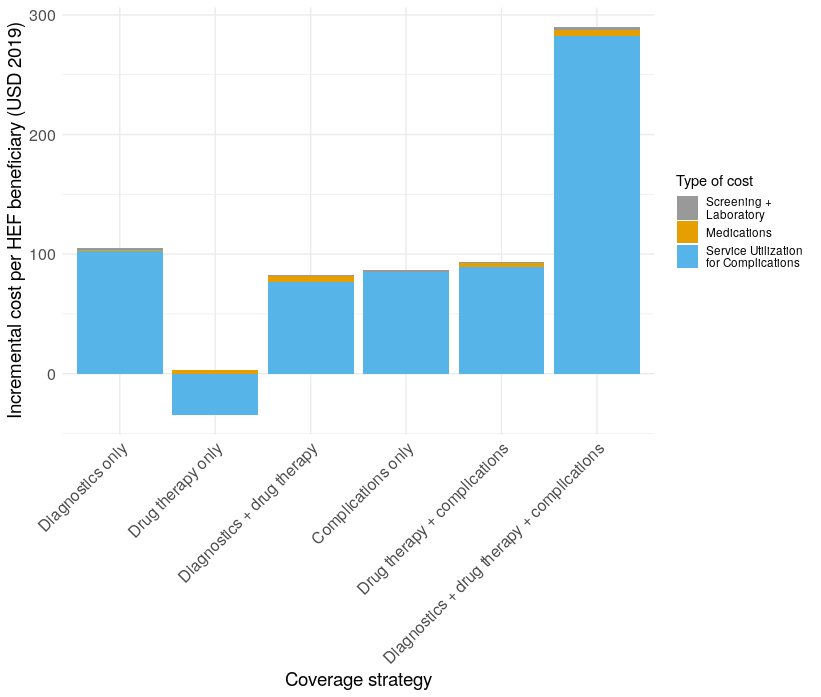 Incremental cost per HEF beneficiary (USD 2019)
300
200
100
0
Diagnostics only
Drug therapy only
Diagnostics + drug therapy
Complications only
Drug therapy + complications
Diagnostics + drug therapy + complications
Coverage strategy
Type of cost
Screening +
Laboratory
Medications
Service Utilization
for Complications